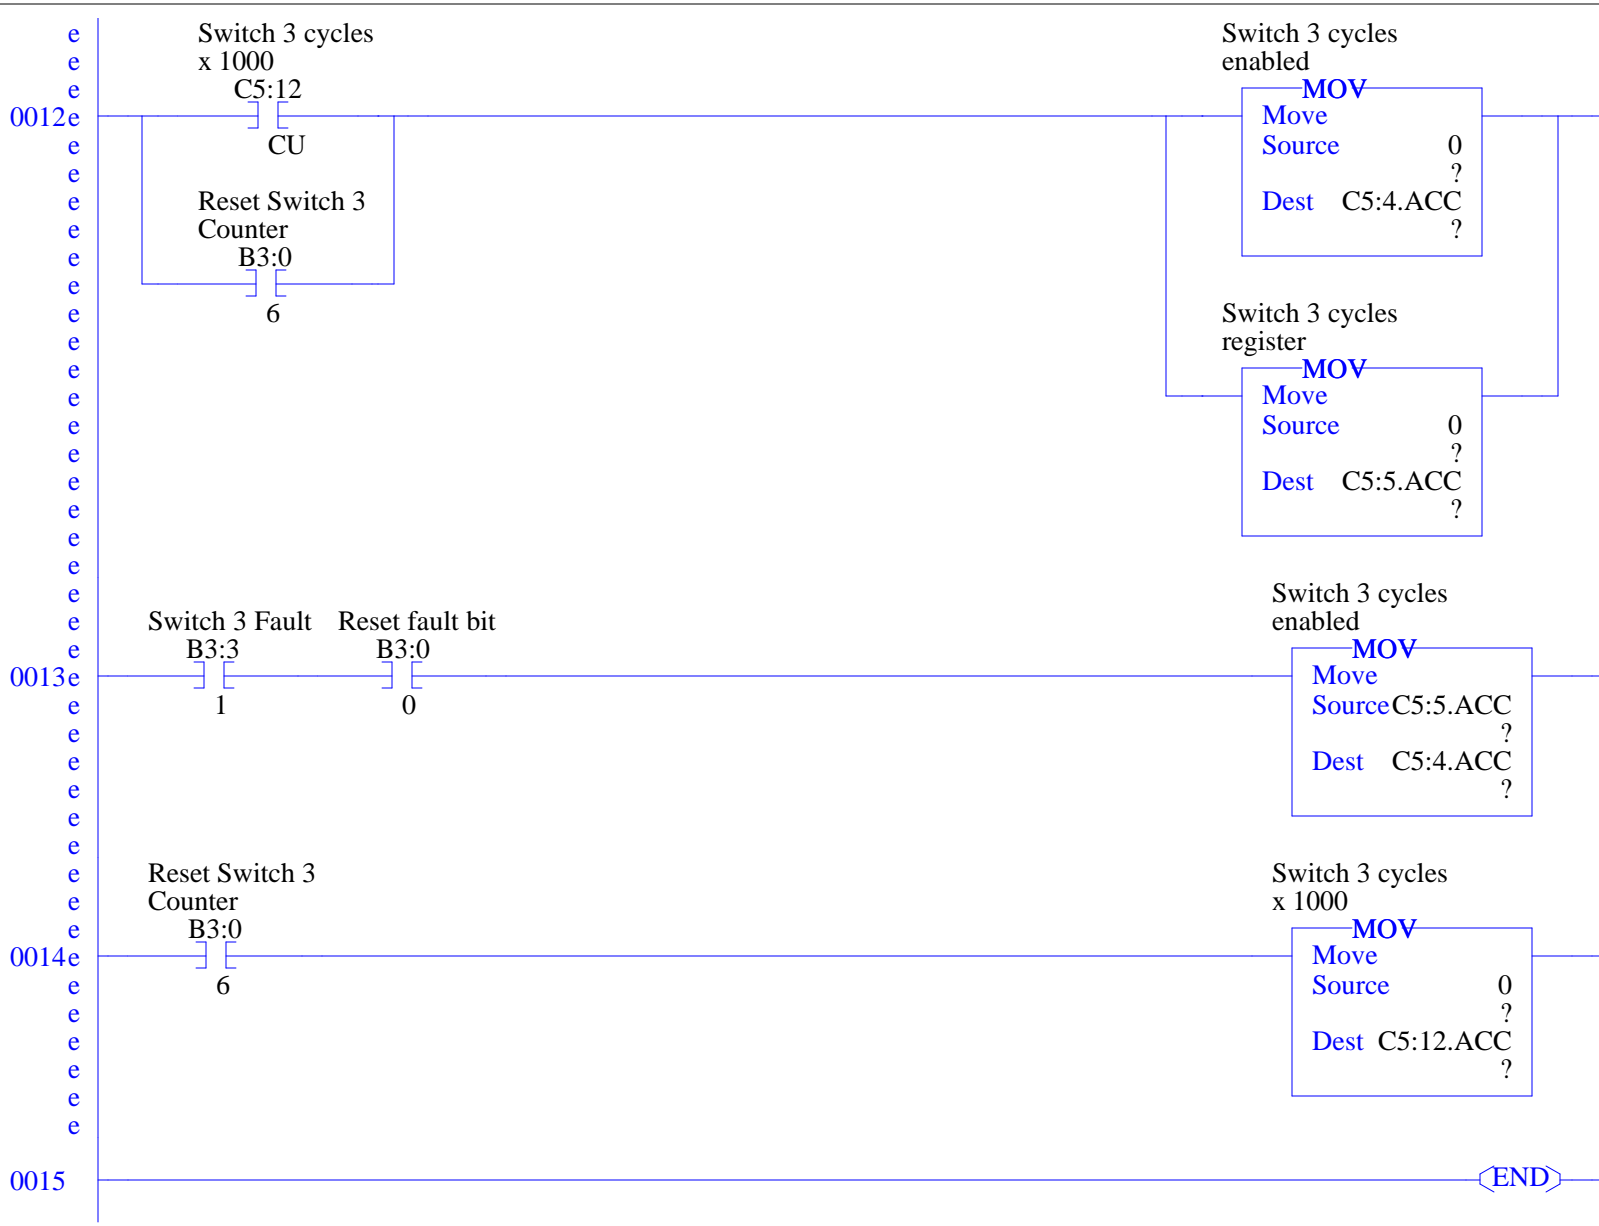 e
Switch 3 cycles
Switch 3 cycles
e
x 1000
enabled
e
C5:12
MOV
0012e
Move
e
CU
Source 0
e
?
e
Reset Switch 3
Dest C5:4.ACC
e
Counter
?
e
B3:0
e
e
6
Switch 3 cycles
e
register
e
MOV
e
Move
e
Source 0
e
?
e
Dest C5:5.ACC
e
?
e
e
e
Switch 3 cycles
e
Switch 3 Fault Reset fault bit
enabled
e
B3:3 B3:0
MOV
0013e
Move
e
1 0
Source C5:5.ACC
e
?
e
Dest C5:4.ACC
e
?
e
e
e
Reset Switch 3
Switch 3 cycles
e
Counter
x 1000
e
B3:0
MOV
0014e
Move
e
6
Source 0
e
?
e
Dest C5:12.ACC
e
?
e
e
0015
END